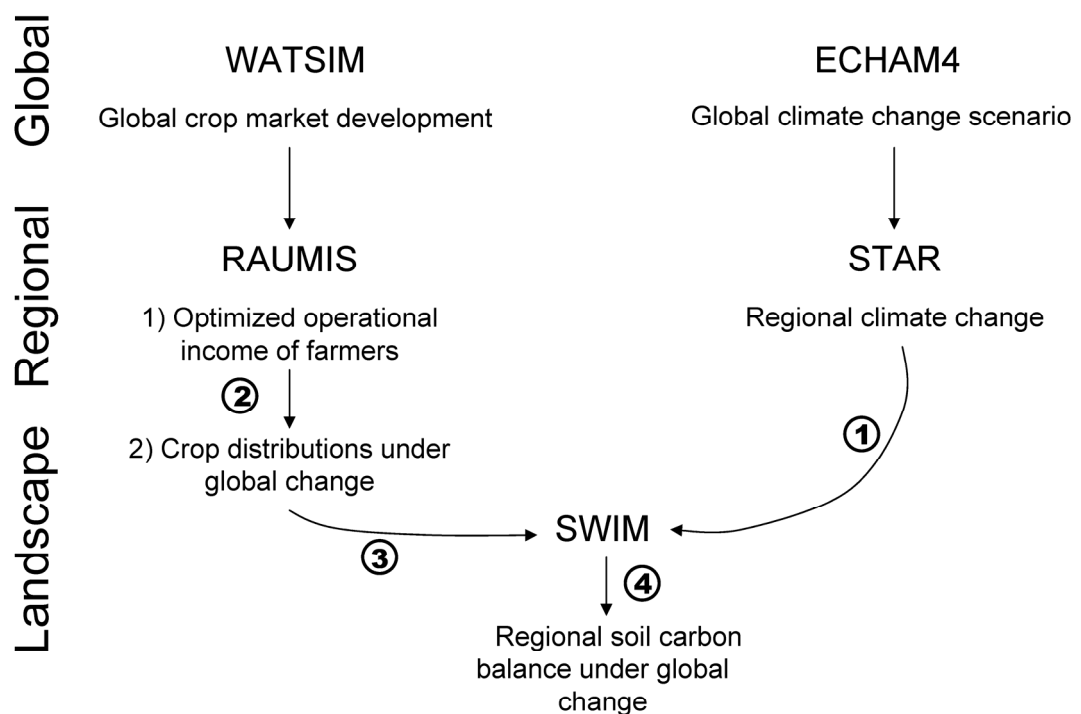 Global
WATSIM
Global crop market development
ECHAM4
Global climate change scenario
Regional
RAUMIS
1) Optimized operational
income of farmers
STAR
Regional climate change
2
1
Landscape
2) Crop distributions under
global change
3
SWIM
4
Regional soil carbon
balance under global
change